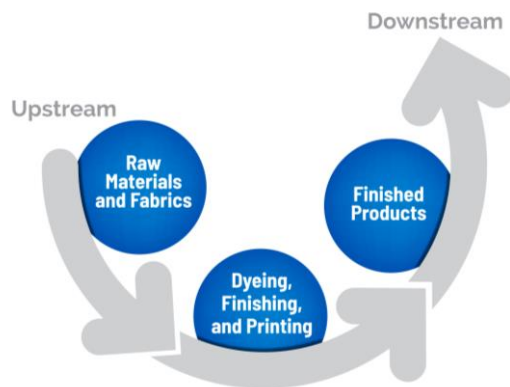 Downstream
Upstream
Raw
Materials
and Fabrics
Finished
Products
Dyeing,
Finishing,
and Printing